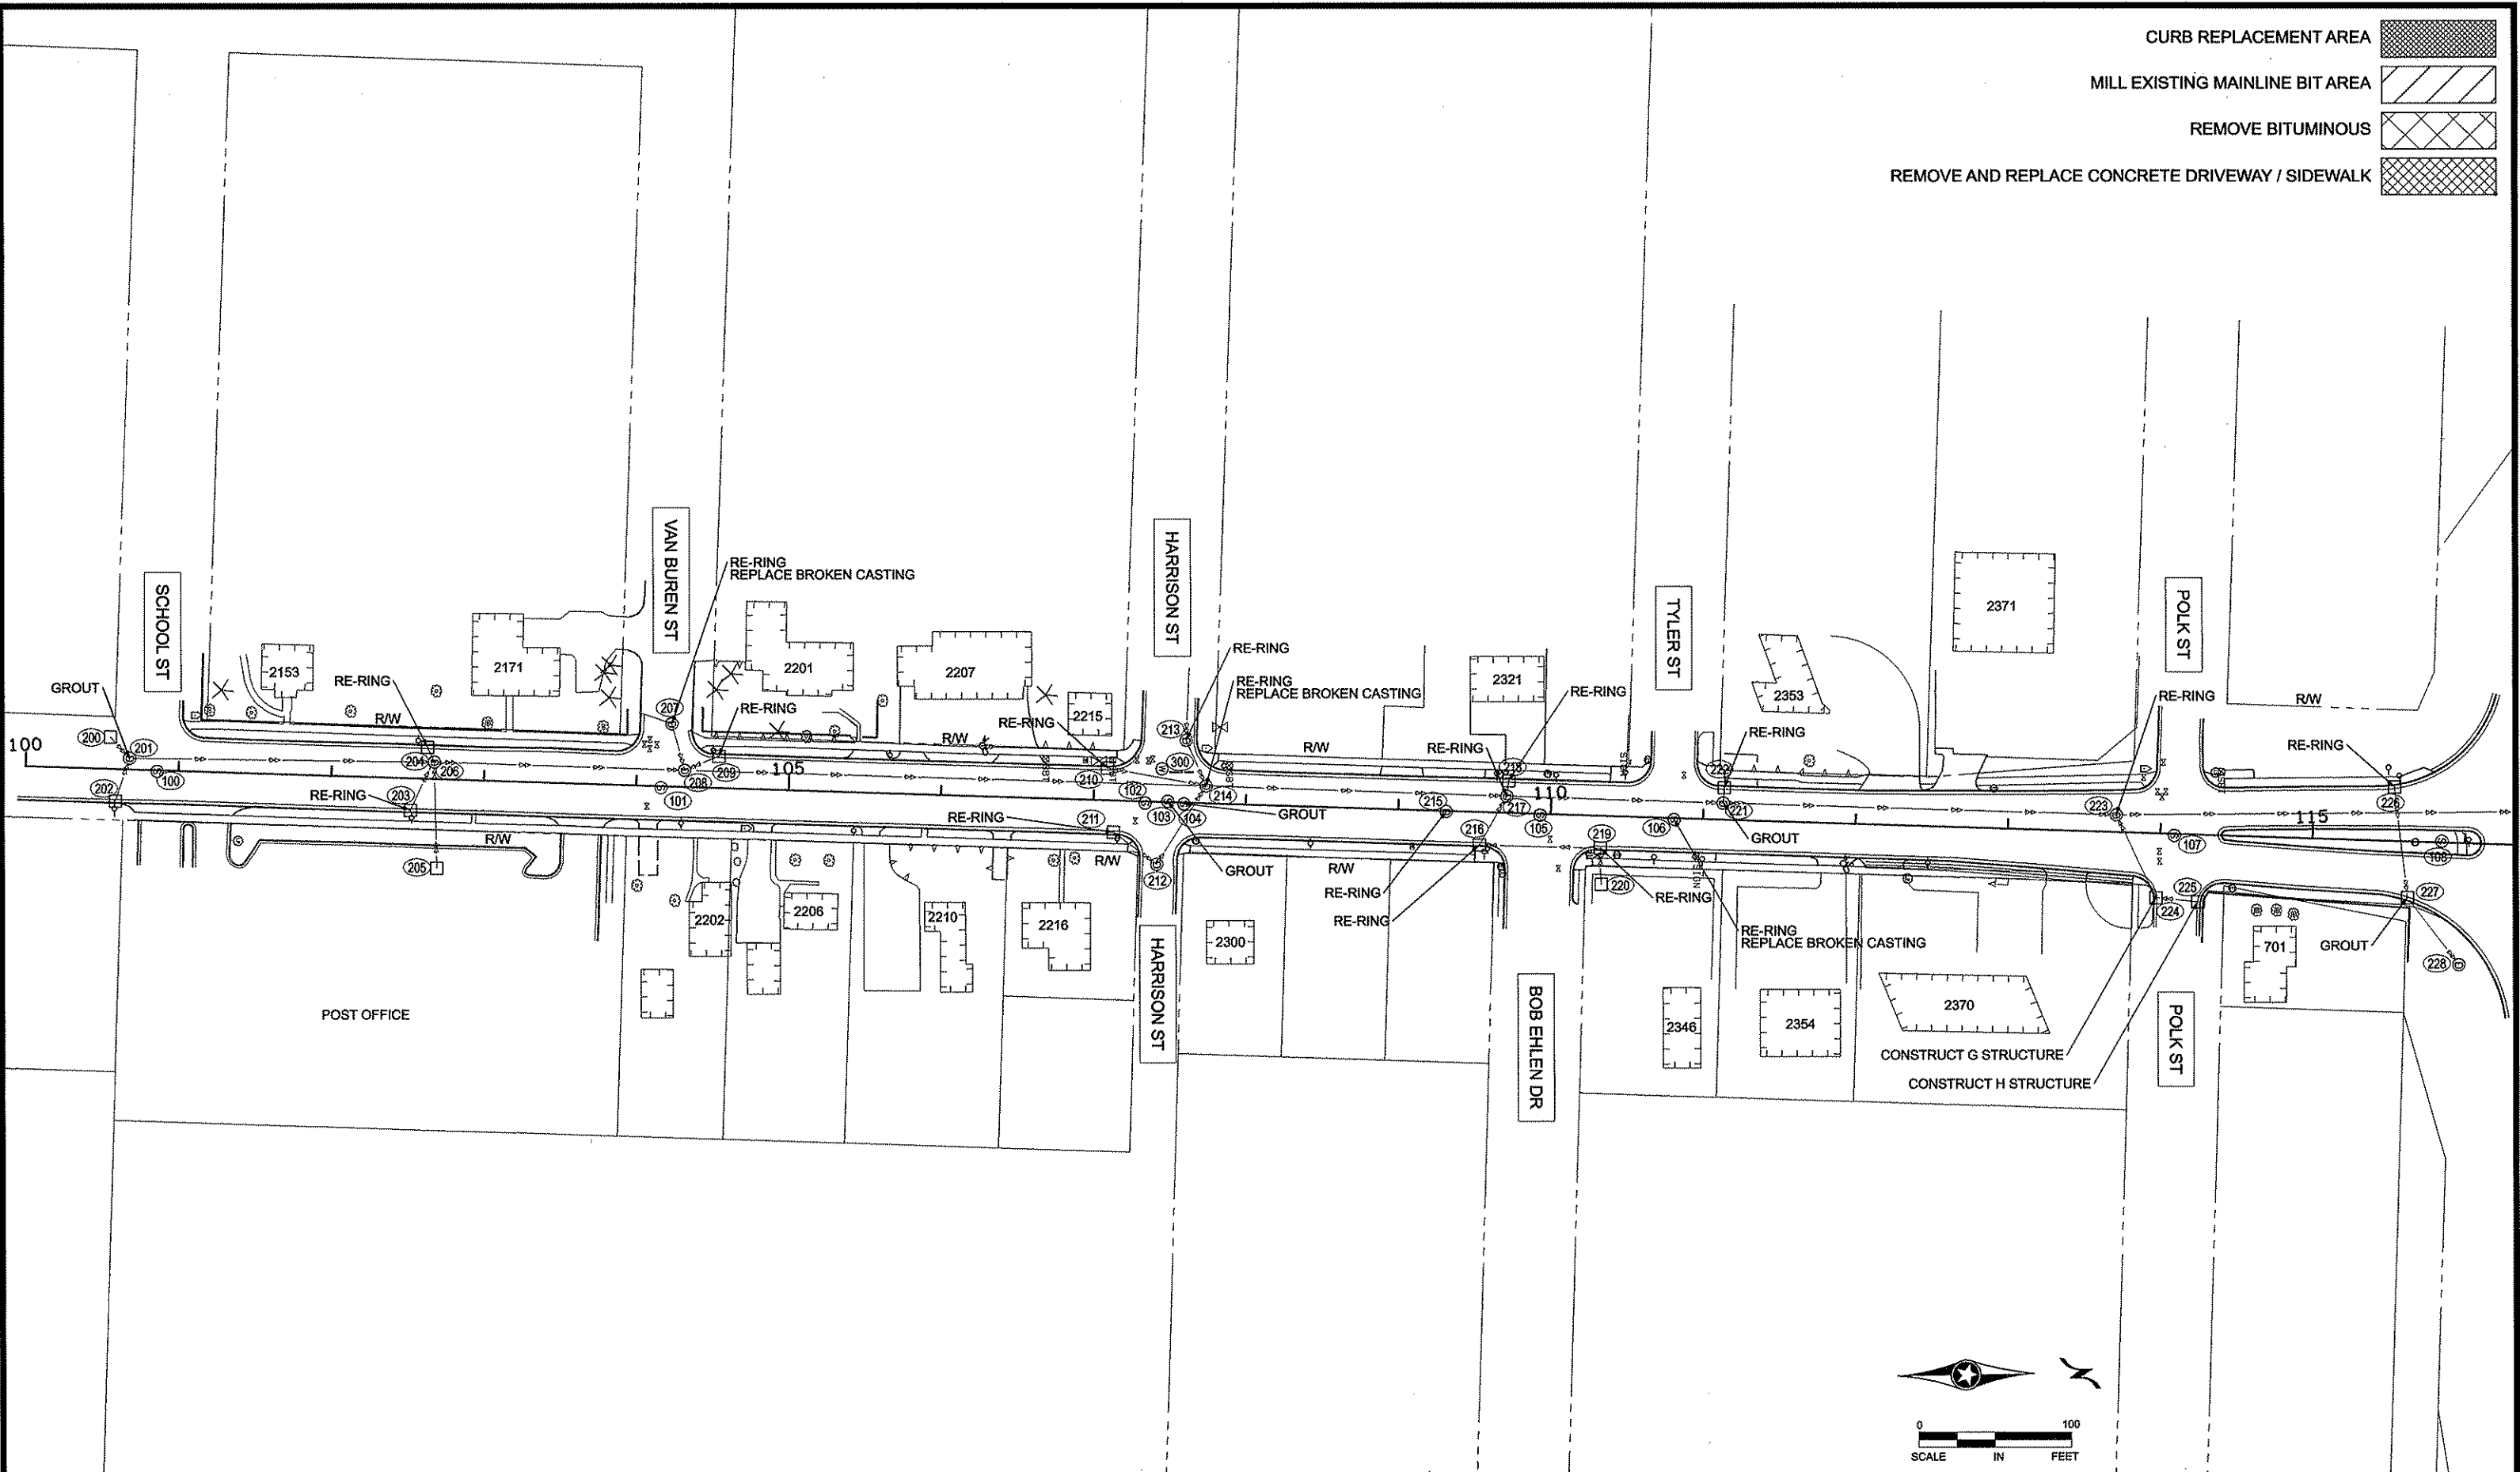 CURB REPLACEMENT AREA
MILL EXISTING MAINLINE BIT AREA
REMOVE BITUMINOUS
REMOVE AND REPLACE CONCRETE DRIVEWAY / SIDEWALK
SCHOOL ST
VAN BUREN ST
HARRISON ST
TYLER ST
POLK ST
RE-RING
REPLACE BROKEN CASTING
2153
2171
2201
2207
2215
2321
2353
2371
GROUT
RE-RING
RE-RING
RE-RING
RE-RING
RE-RING
REPLACE BROKEN CASTING
RE-RING
RE-RING
RE-RING
RE-RING
RE-RING
R/W
R/W
R/W
R/W
100
105
110
115
200
201
100
202
204
206
203
205
207
208
209
101
210
211
102
103
104
212
213
300
214
215
216
217
218
105
219
220
106
222
221
223
107
224
225
226
227
108
228
RE-RING
R/W
RE-RING
R/W
GROUT
GROUT
R/W
RE-RING
RE-RING
RE-RING
GROUT
RE-RING
REPLACE BROKEN CASTING
GROUT
2202
2206
2210
2216
2300
2346
2354
2370
701
POST OFFICE
HARRISON ST
BOB EHLEN DR
POLK ST
CONSTRUCT G STRUCTURE
CONSTRUCT H STRUCTURE
0 100
SCALE IN FEET